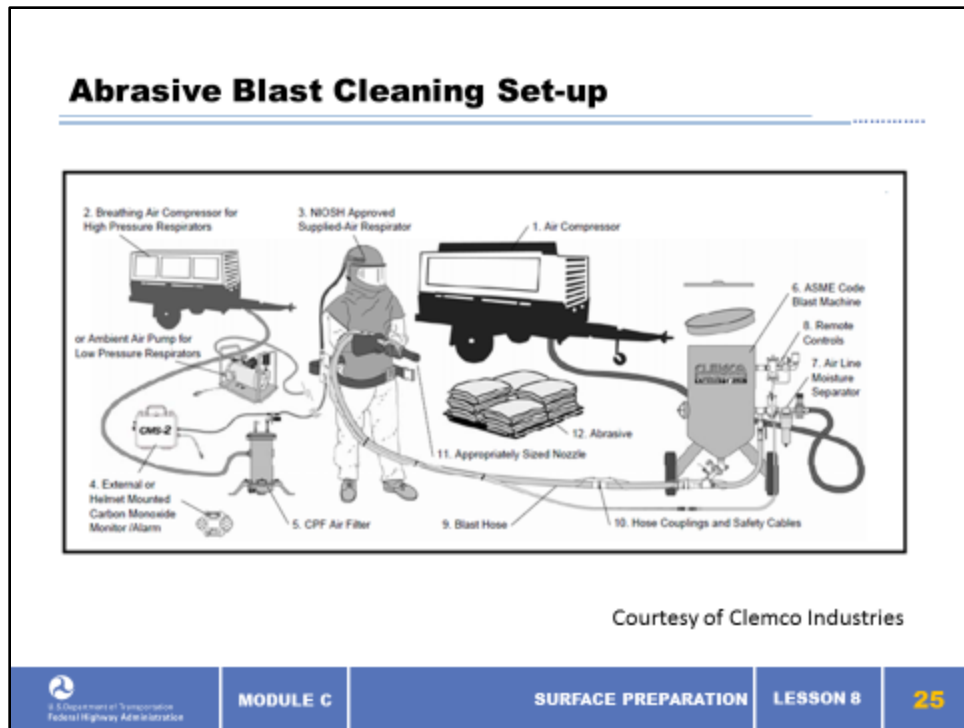 Abrasive Blast Cleaning Set-up
2. Breathing Air Compressor for
High Pressure Respirators
3. NIOSH Approved
Supplied-Air Respirator
1. Air Compressor
6. ASME Code
Blast Machine
8. Remote
Controls
or Ambient Air Pump for
Low Pressure Respirators
7. Air Line
Moisture
Separator
CLEMCO
CMS-2
12. Abrasive
11. Appropriately Sized Nozzle
4. External or
Helmet Mounted
Carbon Monoxide
Monitor /Alarm
5. CPF Air Filter
9. Blast Hose
10. Hose Couplings and Safety Cables
Courtesy of Clemco Industries
U.S.Department of Transportation
Federal Highway Administration
MODULE C
SURFACE PREPARATION
LESSON 8
25